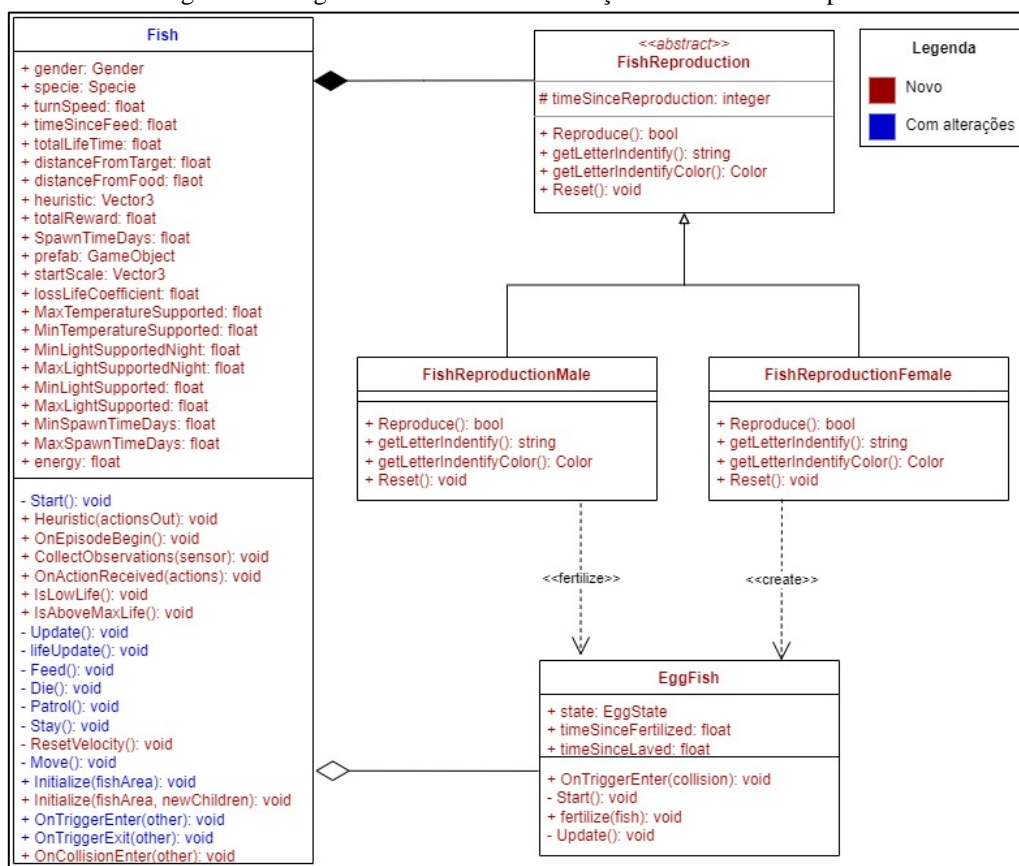 Fish
+ gender: Gender
+ specie: Specie
+ turnSpeed: float
+ timeSinceFeed: float
+ totalLifeTime: float
+ distanceFromTarget: float
+ distanceFromFood: flaot
+ heuristic: Vector3
+ totalReward: float
+ SpawnTimeDays: float
+ prefab: GameObject
+ startScale: Vector3
+ lossLifeCoefficient: float
+ MaxTemperatureSupported: float
+ MinTemperatureSupported: float
+ MinLightSupportedNight: float
+ MaxLightSupportedNight: float
+ MinLightSupported: float
+ MaxLightSupported: float
+ MinSpawnTimeDays: float
+ MaxSpawnTimeDays: float
+ energy: float
- Start(): void
+ Heuristic(actionsOut): void
+ OnEpisodeBegin(): void
+ CollectObservations(sensor): void
+ OnActionReceived(actions): void
+ IsLowLife(): void
+ IsAboveMaxLife(): void
- Update(): void
- lifeUpdate(): void
- Feed(): void
- Die(): void
- Patrol(): void
- Stay(): void
- ResetVelocity(): void
- Move(): void
+ Initialize(fishArea): void
+ Initialize(fishArea, newChildren): void
+ OnTriggerEnter(other): void
+ OnTriggerExit(other): void
+ OnCollisionEnter(other): void
<<abstract>>
FishReproduction
# timeSinceReproduction: integer
+ Reproduce(): bool
+ getLetterIndentify(): string
+ getLetterIndentifyColor(): Color
+ Reset(): void
Legenda
Novo
Com alterações
FishReproductionMale
+ Reproduce(): bool
+ getLetterIndentify(): string
+ getLetterIndentifyColor(): Color
+ Reset(): void
FishReproductionFemale
+ Reproduce(): bool
+ getLetterIndentify(): string
+ getLetterIndentifyColor(): Color
+ Reset(): void
<<fertilize>>
<<create>>
EggFish
+ state: EggState
+ timeSinceFertilized: float
+ timeSinceLaved: float
+ OnTriggerEnter(collision): void
- Start(): void
+ fertilize(fish): void
- Update(): void